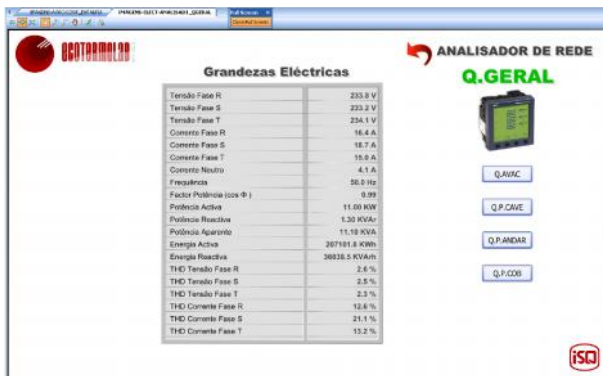 ECOTERMOLAB
ANALISADOR DE REDE
Q.GERAL
Grandezas Eléctricas
Tensão Fase R 233.8 V
Tensão Fase S 233.2 V
Tensão Fase T 234.1 V
Corrente Fase R 16.4 A
Corrente Fase S 18.7 A
Corrente Fase T 15.0 A
Corrente Neutro 4.1 A
Frequência 50.0 Hz
Factor Potência (cos Φ ) 0.99
Potência Activa 11.00 KW
Potência Reactiva 1.30 KVAr
Potência Aparente 11.10 KVA
Energia Activa 207101.8 KWh
Energia Reactiva 36038.5 KVArh
THD Tensão Fase R 2.6 %
THD Tensão Fase S 2.5 %
THD Tensão Fase T 2.3 %
THD Corrente Fase R 12.6 %
THD Corrente Fase S 21.1 %
THD Corrente Fase T 13.2 %
Q.AVAC
Q.P.CAVE
Q.P.ANDAR
Q.P.COB
iSQ